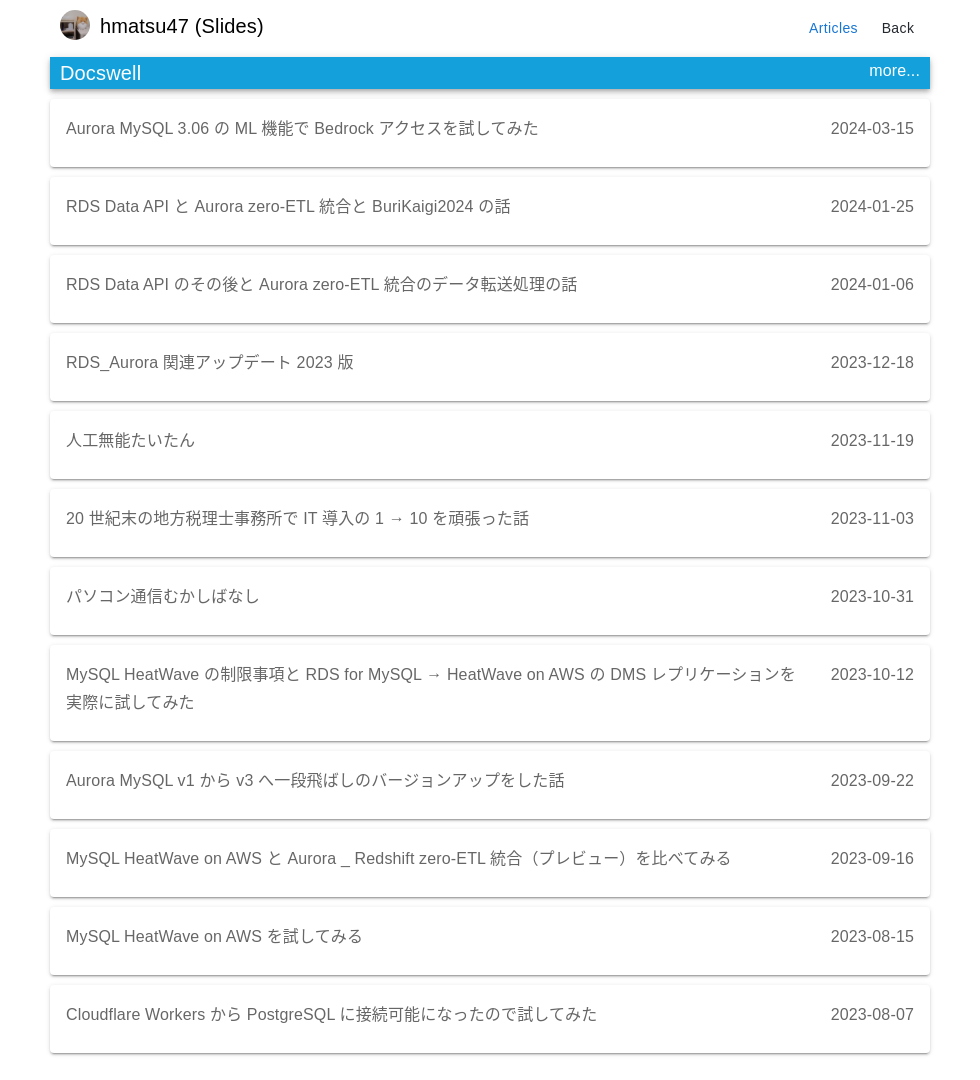 hmatsu47 (Slides)
Articles
Back
Docswell
more...
Aurora MySQL 3.06 の ML 機能で Bedrock アクセスを試してみた
2024-03-15
RDS Data API と Aurora zero-ETL 統合と BuriKaigi2024 の話
2024-01-25
RDS Data API のその後と Aurora zero-ETL 統合のデータ転送処理の話
2024-01-06
RDS_Aurora 関連アップデート 2023 版
2023-12-18
人工無能たいたん
2023-11-19
20 世紀末の地方税理士事務所で IT 導入の 1 → 10 を頑張った話
2023-11-03
パソコン通信むかしばなし
2023-10-31
MySQL HeatWave の制限事項と RDS for MySQL → HeatWave on AWS の DMS レプリケーションを
実際に試してみた
2023-10-12
Aurora MySQL v1 から v3 へ一段飛ばしのバージョンアップをした話
2023-09-22
MySQL HeatWave on AWS と Aurora _ Redshift zero-ETL 統合（プレビュー）を比べてみる
2023-09-16
MySQL HeatWave on AWS を試してみる
2023-08-15
Cloudflare Workers から PostgreSQL に接続可能になったので試してみた
2023-08-07